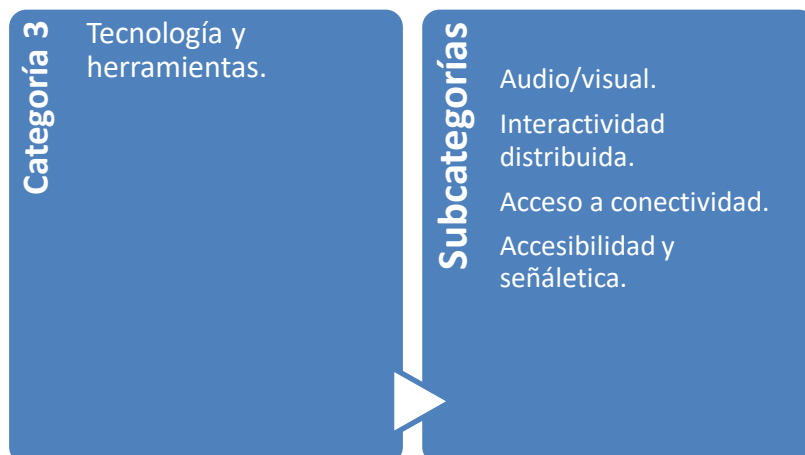 Categoría 3
Tecnología y
herramientas.
Subcategorías
Audio/visual.
Interactividad
distribuida.
Acceso a conectividad.
Accesibilidad y
señáletica.